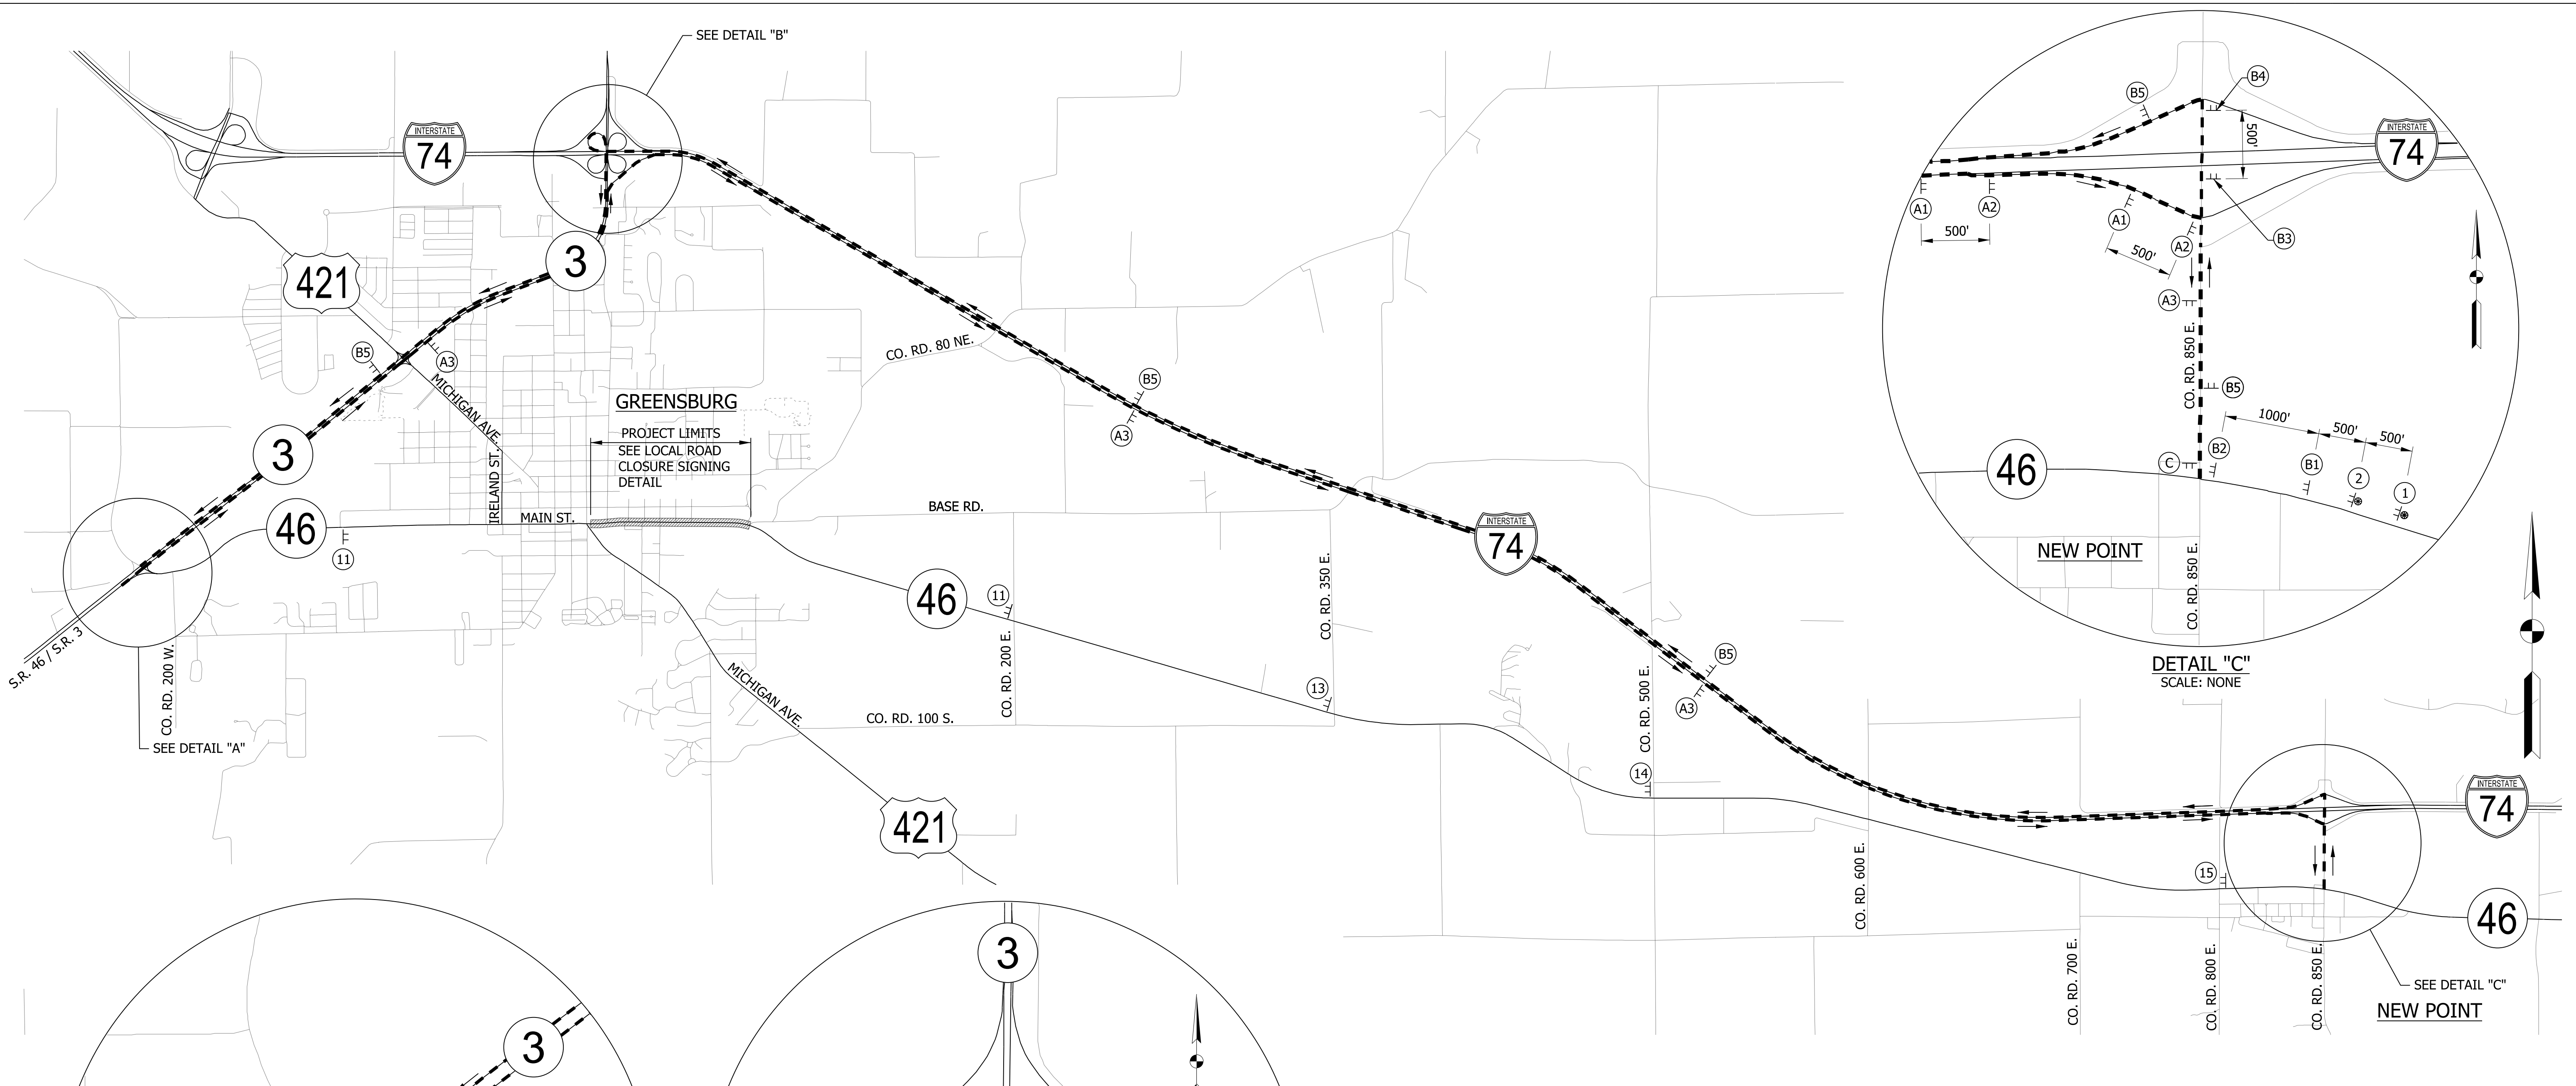 SEE DETAIL "B"
INTERSTATE
74
3
421
B5
A3
MICHIGAN AVE.
IRELAND ST.
GREENSBURG
PROJECT LIMITS
SEE LOCAL ROAD
CLOSURE SIGNING
DETAIL
3
46
11
MAIN ST.
BASE RD.
CO. RD. 80 NE.
B5
A3
S.R. 46 / S.R. 3
CO. RD. 200 W.
SEE DETAIL "A"
46
11
CO. RD. 200 E.
CO. RD. 350 E.
13
MICHIGAN AVE.
CO. RD. 100 S.
421
INTERSTATE
74
CO. RD. 500 E.
B5
A3
14
CO. RD. 600 E.
15
CO. RD. 700 E.
CO. RD. 800 E.
CO. RD. 850 E.
INTERSTATE
74
46
SEE DETAIL "C"
NEW POINT
B4
B5
500'
INTERSTATE
74
A1
A2
500'
A1
A2
500'
B3
A3
CO. RD. 850 E.
B5
1000'
500'
500'
46
C
B2
B1
2
1
NEW POINT
CO. RD. 850 E.
DETAIL "C"
SCALE: NONE
3
3